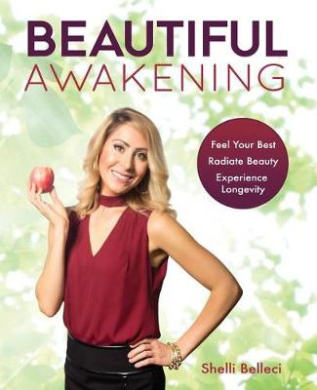 BEAUTIFUL
AWAKENING
Feel Your Best
Radiate Beauty
Experience
Longevity
Shelli Belleci